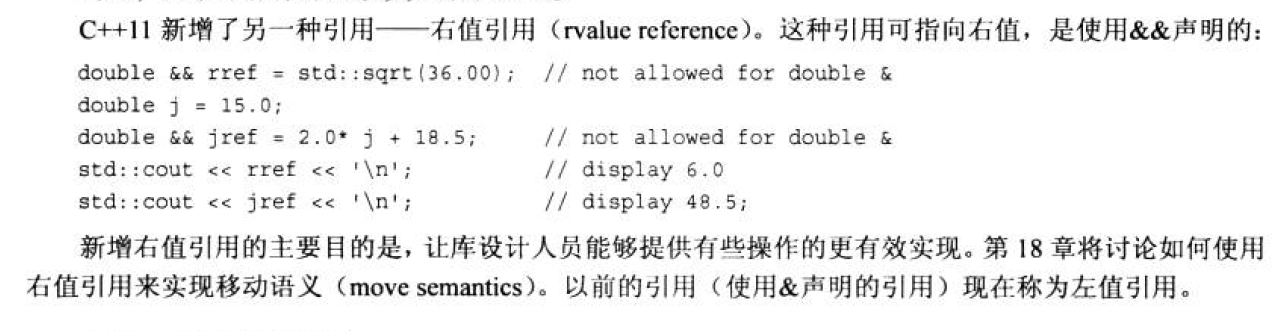 C++11 新增了另一种引用——右值引用（rvalue reference）。这种引用可指向右值，是使用&&声明的：
double && rref = std::sqrt(36.00);  // not allowed for double &
double j = 15.0;
double && jref = 2.0* j + 18.5;     // not allowed for double &
std::cout << rref << '\n';          // display 6.0
std::cout << jref << '\n';          // display 48.5;
新增右值引用的主要目的是，让库设计人员能够提供有些操作的更有效实现。第 18 章将讨论如何使用
右值引用来实现移动语义（move semantics）。以前的引用（使用&声明的引用）现在称为左值引用。